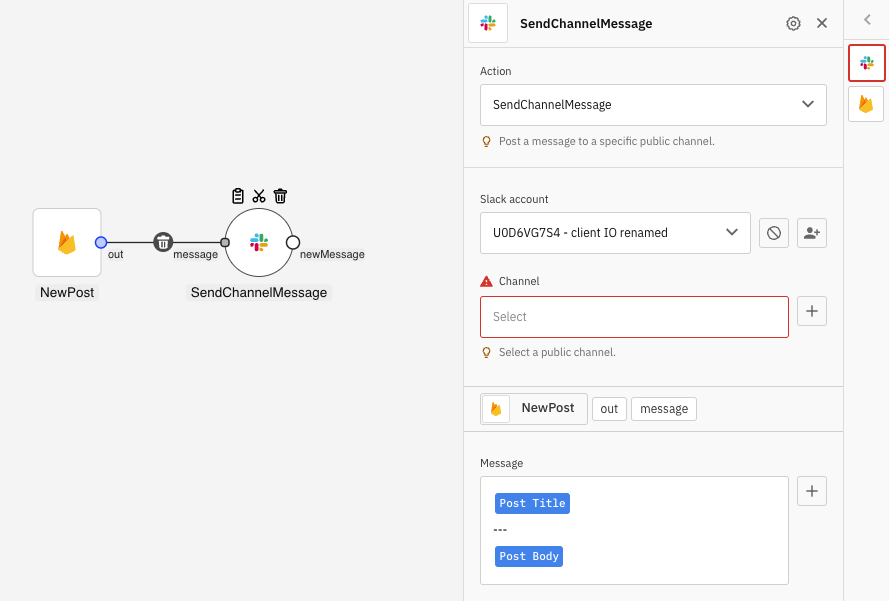 SendChannelMessage
Action
SendChannelMessage
Post a message to a specific public channel.
Slack account
U0D6VG7S4 - client IO renamed
Channel
Select
Select a public channel.
NewPost out message
Message
Post Title
---
Post Body
out
message
newMessage
NewPost
SendChannelMessage